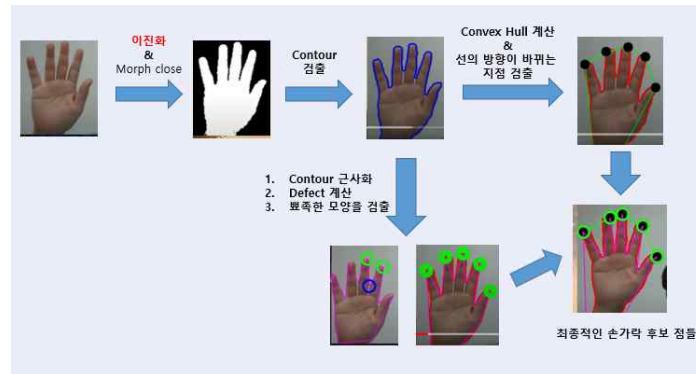 이진화
&
Morph close
Contour
검출
Convex Hull 계산
&
선의 방향이 바뀌는
지점 검출
1. Contour 근사화
2. Defect 계산
3. 뾰족한 모양을 검출
최종적인 손가락 후보 점들